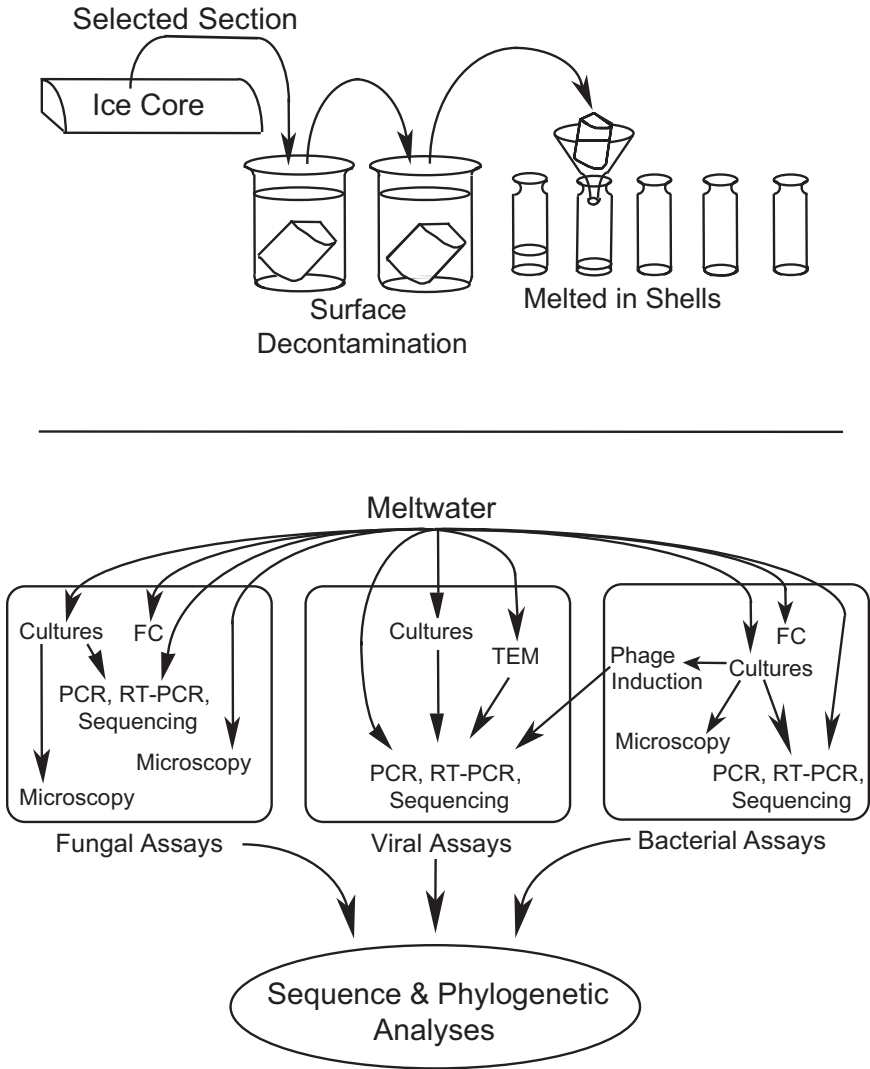 Selected Section
Ice Core
Surface
Decontamination
Melted in Shells
Meltwater
Cultures
FC
PCR, RT-PCR,
Sequencing
Microscopy
Microscopy
Cultures
TEM
PCR, RT-PCR,
Sequencing
FC
Phage
Induction
Cultures
Microscopy
PCR, RT-PCR,
Sequencing
Fungal Assays
Viral Assays
Bacterial Assays
Sequence & Phylogenetic
Analyses